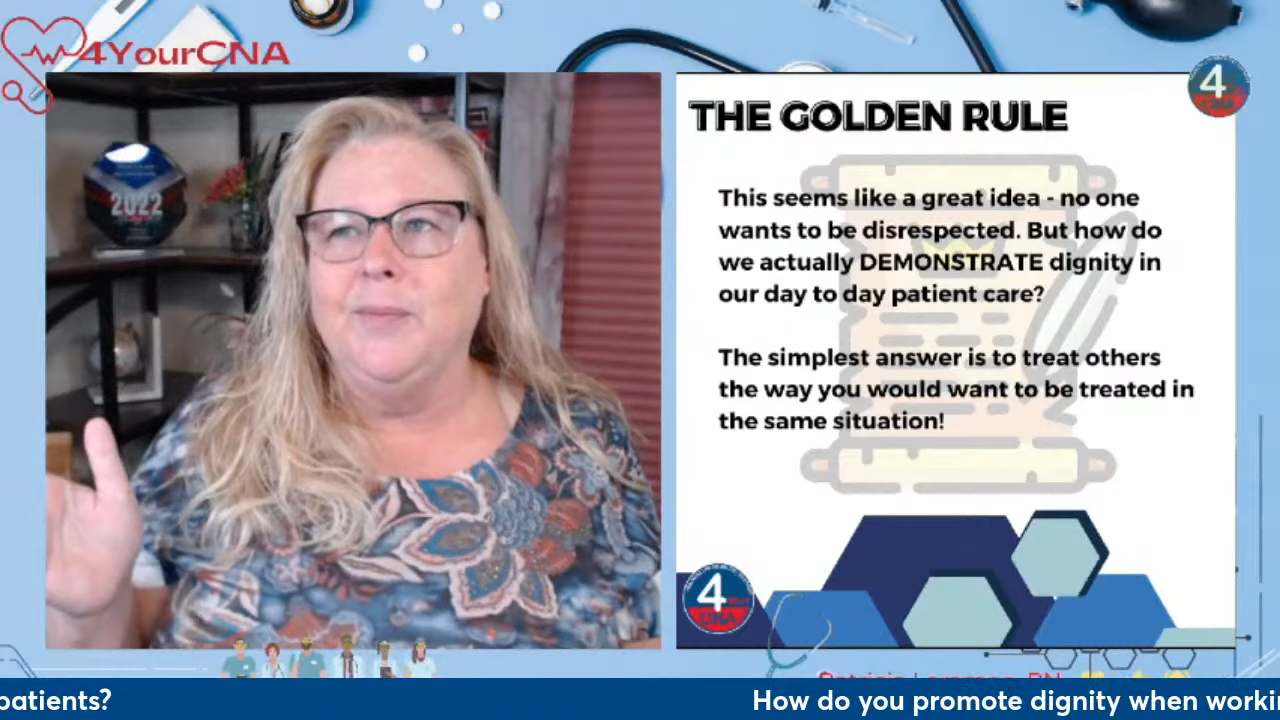 4YourCNA
2022
4
THE GOLDEN RULE
This seems like a great idea - no one
wants to be disrespected. But how do
we actually DEMONSTRATE dignity in
our day to day patient care?
The simplest answer is to treat others
the way you would want to be treated in
the same situation!
4
patients?
How do you promote dignity when worki